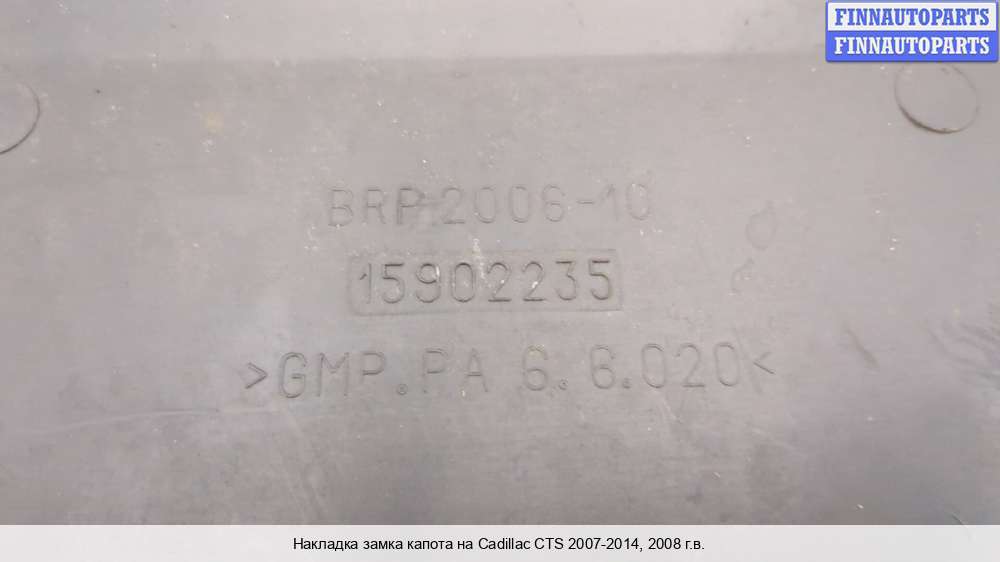 FINNAUTOPARTS
FINNAUTOPARTS
BRP 2006-10
15902235
>GMP.PA 6.6.020<
Накладка замка капота на Cadillac CTS 2007-2014, 2008 г.в.